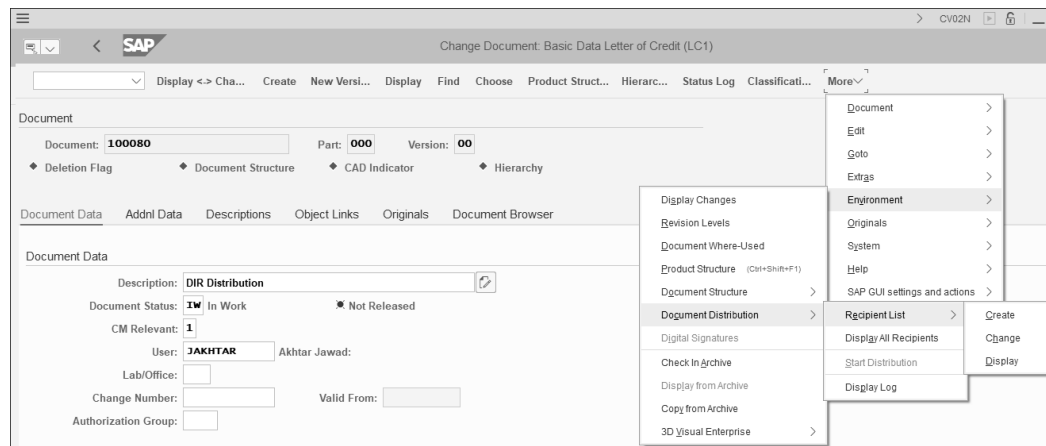 CV02N
SAP
Change Document: Basic Data Letter of Credit (LC1)
Display <-> Cha... Create New Versi... Display Find Choose Product Struct... Hierarc... Status Log Classificati... More
Document
Document: 100080 Part: 000 Version: 00
Deletion Flag Document Structure CAD Indicator Hierarchy
Document Data Addnl Data Descriptions Object Links Originals Document Browser
Document Data
Description: DIR Distribution
Document Status: IW In Work Not Released
CM Relevant: 1
User: JAKHTAR Akhtar Jawad:
Lab/Office:
Change Number: Valid From:
Authorization Group:
Document
Edit
Goto
Extras
Environment
Originals
System
Help
SAP GUI settings and actions
Display Changes
Revision Levels
Document Where-Used
Product Structure (Ctrl+Shift+F1)
Document Structure
Document Distribution
Digital Signatures
Check In Archive
Display from Archive
Copy from Archive
3D Visual Enterprise
Recipient List
Display All Recipients
Start Distribution
Display Log
Create
Change
Display